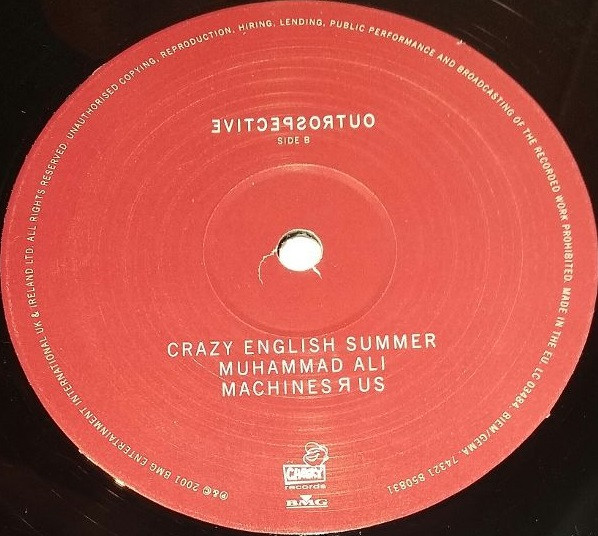 OUTROSPECTIVE
SIDE B
CRAZY ENGLISH SUMMER
MUHAMMAD ALI
MACHINES Я US
CHEEKY
records
BMG
℗&© 2001 BMG ENTERTAINMENT INTERNATIONAL UK & IRELAND LTD. ALL RIGHTS RESERVED. UNAUTHORISED COPYING, REPRODUCTION, HIRING, LENDING, PUBLIC PERFORMANCE AND BROADCASTING OF THE RECORDED WORK PROHIBITED. MADE IN THE EU LC 03484. BIEM/GEMA. 74321 850831